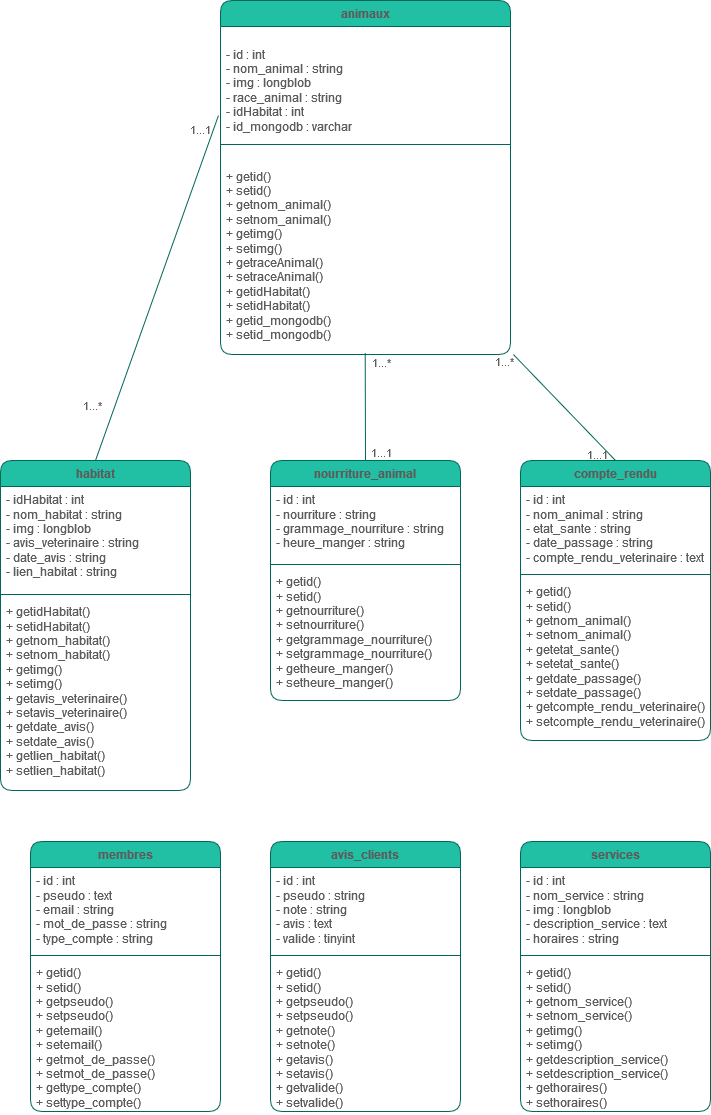 animaux
- id : int
- nom_animal : string
- img : longblob
- race_animal : string
- idHabitat : int
- id_mongodb : varchar
+ getid()
+ setid()
+ getnom_animal()
+ setnom_animal()
+ getimg()
+ setimg()
+ getraceAnimal()
+ setraceAnimal()
+ getidHabitat()
+ setidHabitat()
+ getid_mongodb()
+ setid_mongodb()
1...1
1...*
1...*
1...1
1...*
1...1
habitat
- idHabitat : int
- nom_habitat : string
- img : longblob
- avis_veterinaire : string
- date_avis : string
- lien_habitat : string
+ getidHabitat()
+ setidHabitat()
+ getnom_habitat()
+ setnom_habitat()
+ getimg()
+ setimg()
+ getavis_veterinaire()
+ setavis_veterinaire()
+ getdate_avis()
+ setdate_avis()
+ getlien_habitat()
+ setlien_habitat()
nourriture_animal
- id : int
- nourriture : string
- grammage_nourriture : string
- heure_manger : string
+ getid()
+ setid()
+ getnourriture()
+ setnourriture()
+ getgrammage_nourriture()
+ setgrammage_nourriture()
+ getheure_manger()
+ setheure_manger()
compte_rendu
- id : int
- nom_animal : string
- etat_sante : string
- date_passage : string
- compte_rendu_veterinaire : text
+ getid()
+ setid()
+ getnom_animal()
+ setnom_animal()
+ getetat_sante()
+ setetat_sante()
+ getdate_passage()
+ setdate_passage()
+ getcompte_rendu_veterinaire()
+ setcompte_rendu_veterinaire()
membres
- id : int
- pseudo : text
- email : string
- mot_de_passe : string
- type_compte : string
+ getid()
+ setid()
+ getpseudo()
+ setpseudo()
+ getemail()
+ setemail()
+ getmot_de_passe()
+ setmot_de_passe()
+ gettype_compte()
+ settype_compte()
avis_clients
- id : int
- pseudo : string
- note : string
- avis : text
- valide : tinyint
+ getid()
+ setid()
+ getpseudo()
+ setpseudo()
+ getnote()
+ setnote()
+ getavis()
+ setavis()
+ getvalide()
+ setvalide()
services
- id : int
- nom_service : string
- img : longblob
- description_service : text
- horaires : string
+ getid()
+ setid()
+ getnom_service()
+ setnom_service()
+ getimg()
+ setimg()
+ getdescription_service()
+ setdescription_service()
+ gethoraires()
+ sethoraires()